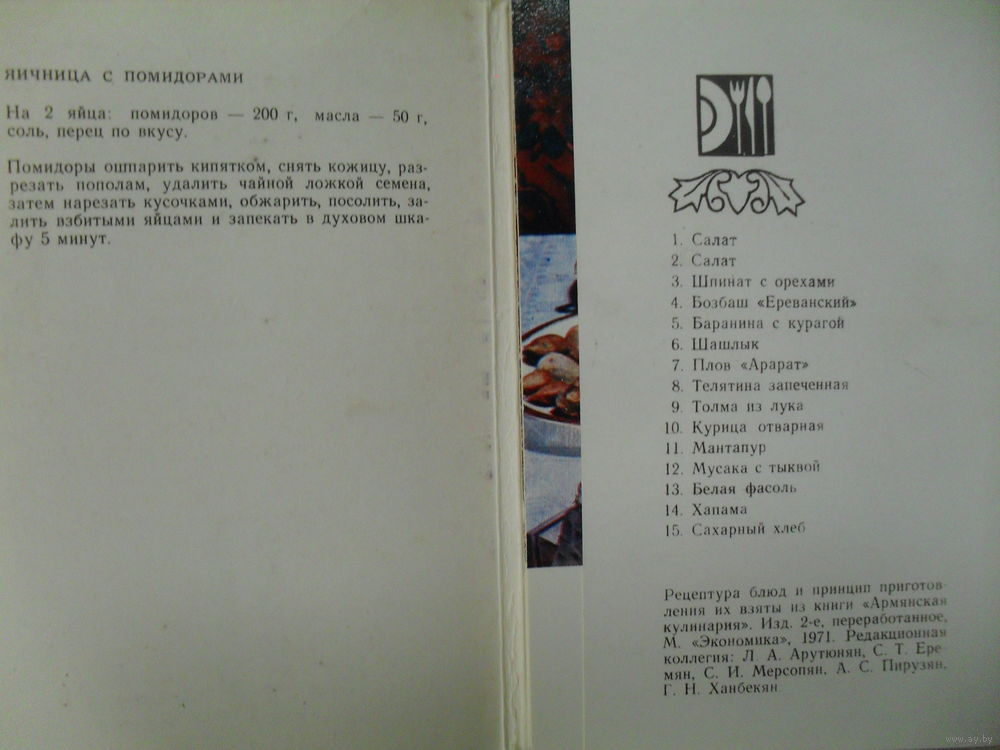 ЯИЧНИЦА С ПОМИДОРАМИ
На 2 яйца: помидоров — 200 г, масла — 50 г,
соль, перец по вкусу.
Помидоры ошпарить кипятком, снять кожицу, раз-
резать пополам, удалить чайной ложкой семена,
затем нарезать кусочками, обжарить, посолить, за-
лить взбитыми яйцами и запекать в духовом шка-
фу 5 минут.
1. Салат
2. Салат
3. Шпинат с орехами
4. Бозбаш «Ереванский»
5. Баранина с курагой
6. Шашлык
7. Плов «Арарат»
8. Телятина запеченная
9. Толма из лука
10. Курица отварная
11. Мантапур
12. Мусака с тыквой
13. Белая фасоль
14. Хапама
15. Сахарный хлеб
Рецептура блюд и принцип приготов-
ления их взяты из книги «Армянская
кулинария». Изд. 2-е, переработанное,
М. «Экономика», 1971. Редакционная
коллегия: Л. А. Арутюнян, С. Т. Ере-
мян, С. И. Мерсопян, А. С. Пирузян,
Г. Н. Ханбекян.
www.ay.by